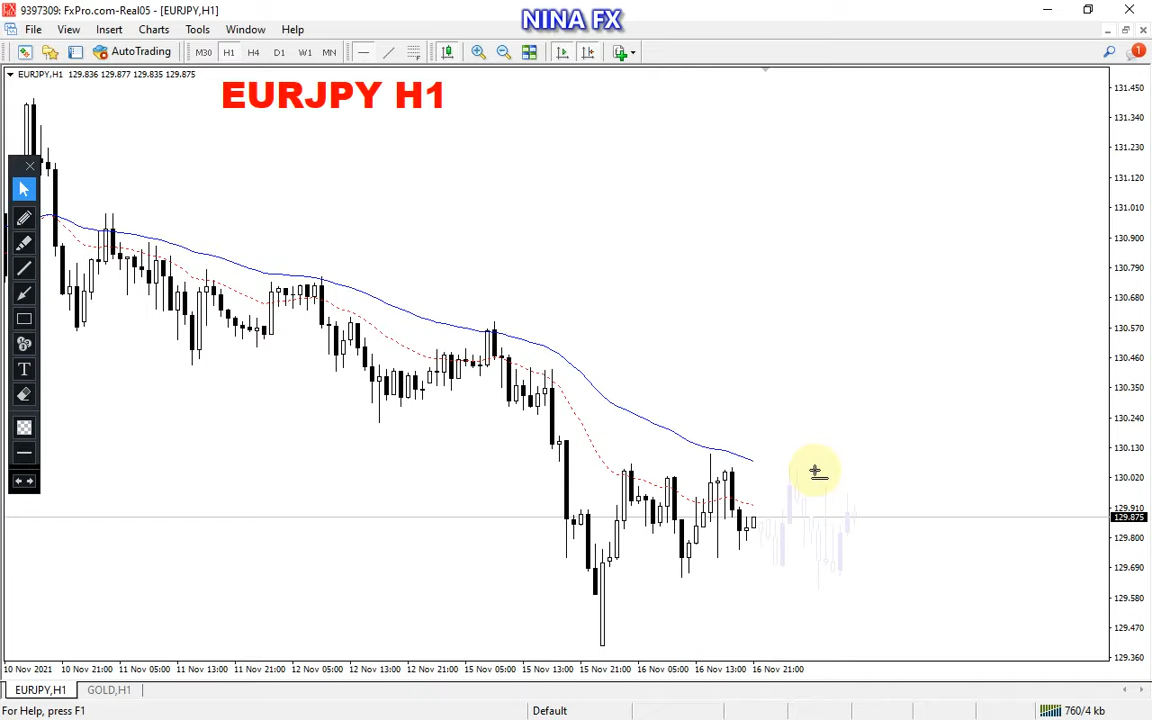 9397309: FxPro.com-Real05 - [EURJPY,H1]
NINA FX
File View Insert Charts Tools Window Help
AutoTrading M30 H1 H4 D1 W1 MN
1
EURJPY,H1 129.836 129.877 129.835 129.875
EURJPY H1
131.450
131.340
131.230
131.120
131.010
130.900
130.790
130.680
130.570
130.460
130.350
130.240
130.130
130.020
129.910
129.875
129.800
129.690
129.580
129.470
129.360
T
10 Nov 2021 10 Nov 21:00 11 Nov 05:00 11 Nov 13:00 11 Nov 21:00 12 Nov 05:00 12 Nov 13:00 12 Nov 21:00 15 Nov 05:00 15 Nov 13:00 15 Nov 21:00 16 Nov 05:00 16 Nov 13:00 16 Nov 21:00
EURJPY,H1 GOLD,H1
For Help, press F1 Default 760/4 kb